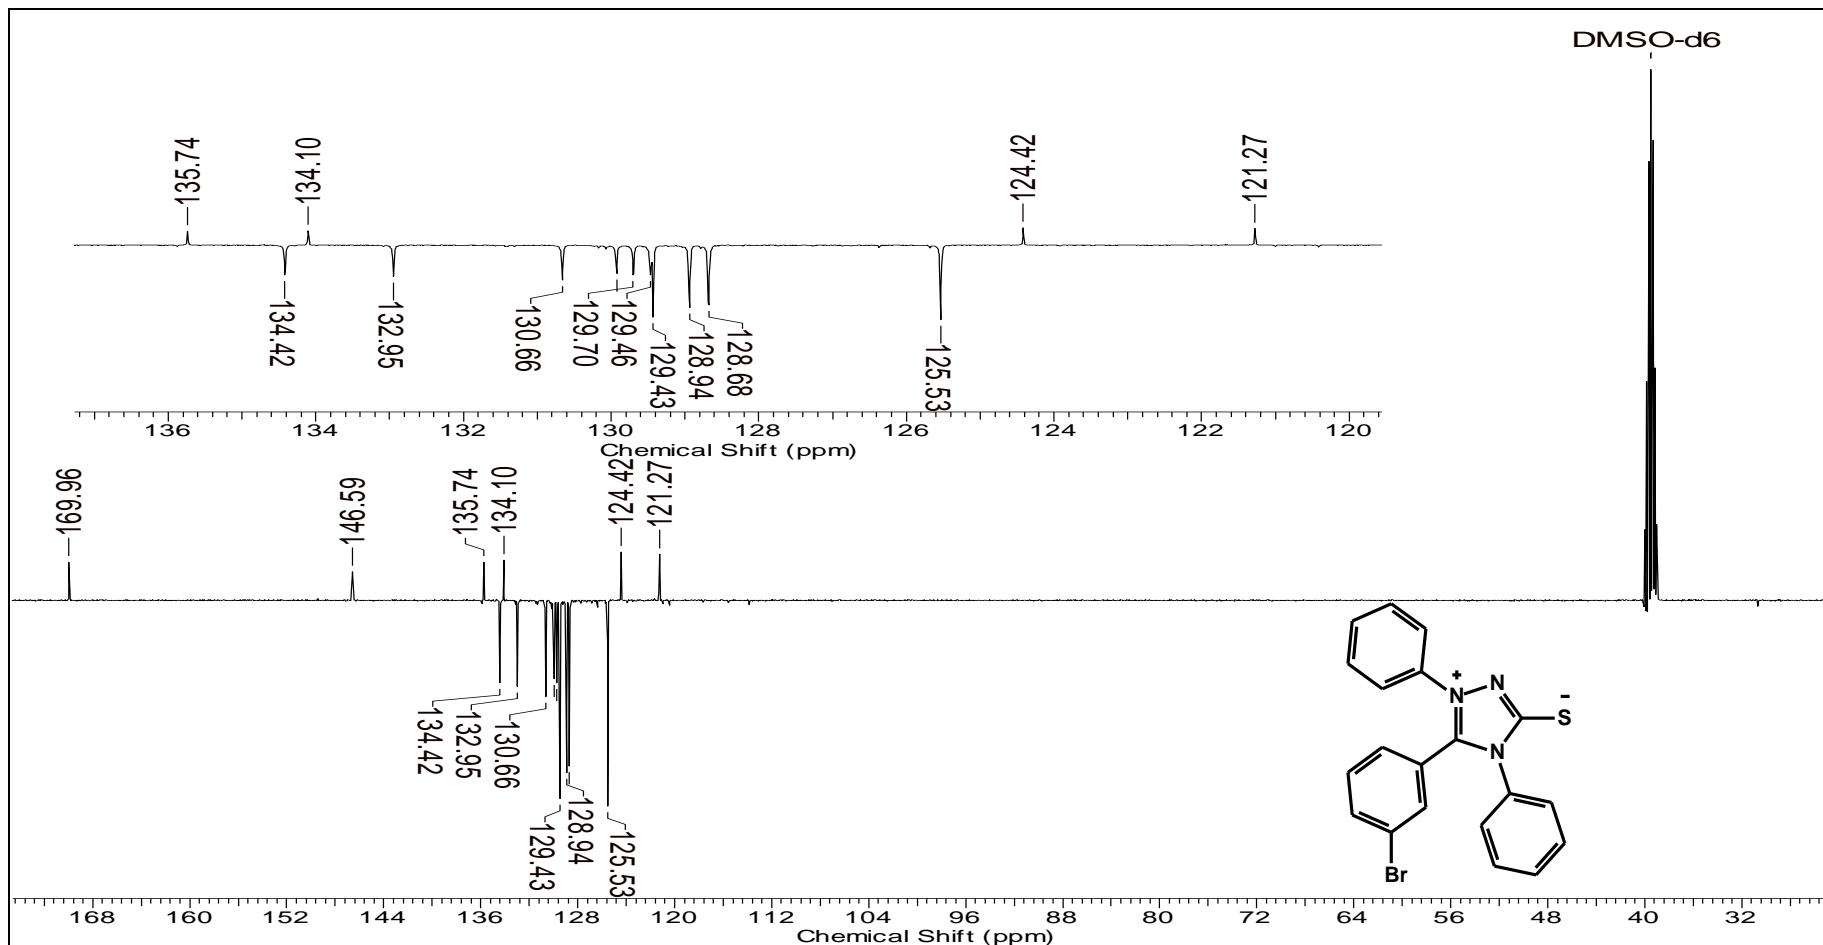 DMSO-d6
135.74
134.10
124.42
121.27
134.42
132.95
130.66
129.70
129.46
129.43
128.94
128.68
125.53
136 134 132 130 128 126 124 122 120
Chemical Shift (ppm)
169.96
146.59
135.74
134.10
124.42
121.27
134.42
132.95
130.66
129.43
128.94
125.53
+
N
N
-
S
N
Br
168 160 152 144 136 128 120 112 104 96 88 80 72 64 56 48 40 32
Chemical Shift (ppm)